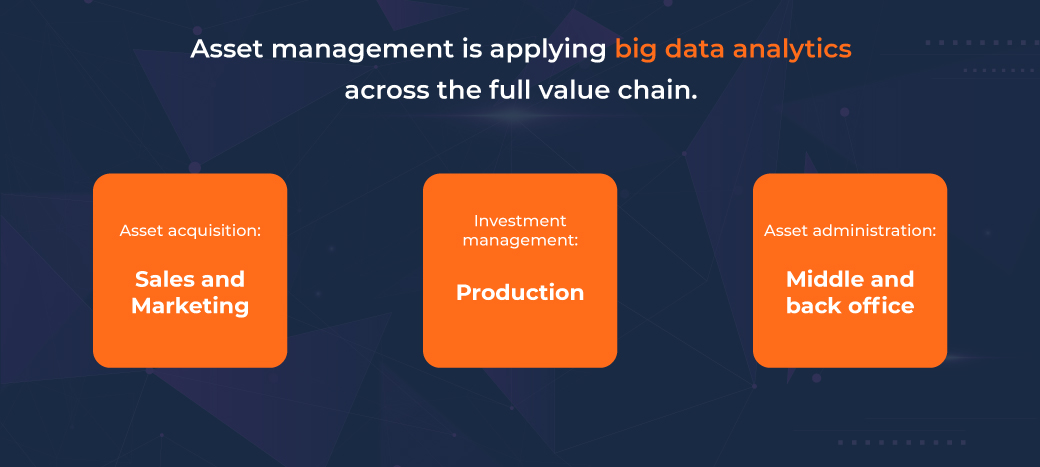 Asset management is applying big data analytics
across the full value chain.
Asset acquisition:
Sales and
Marketing
Investment
management:
Production
Asset administration:
Middle and
back office